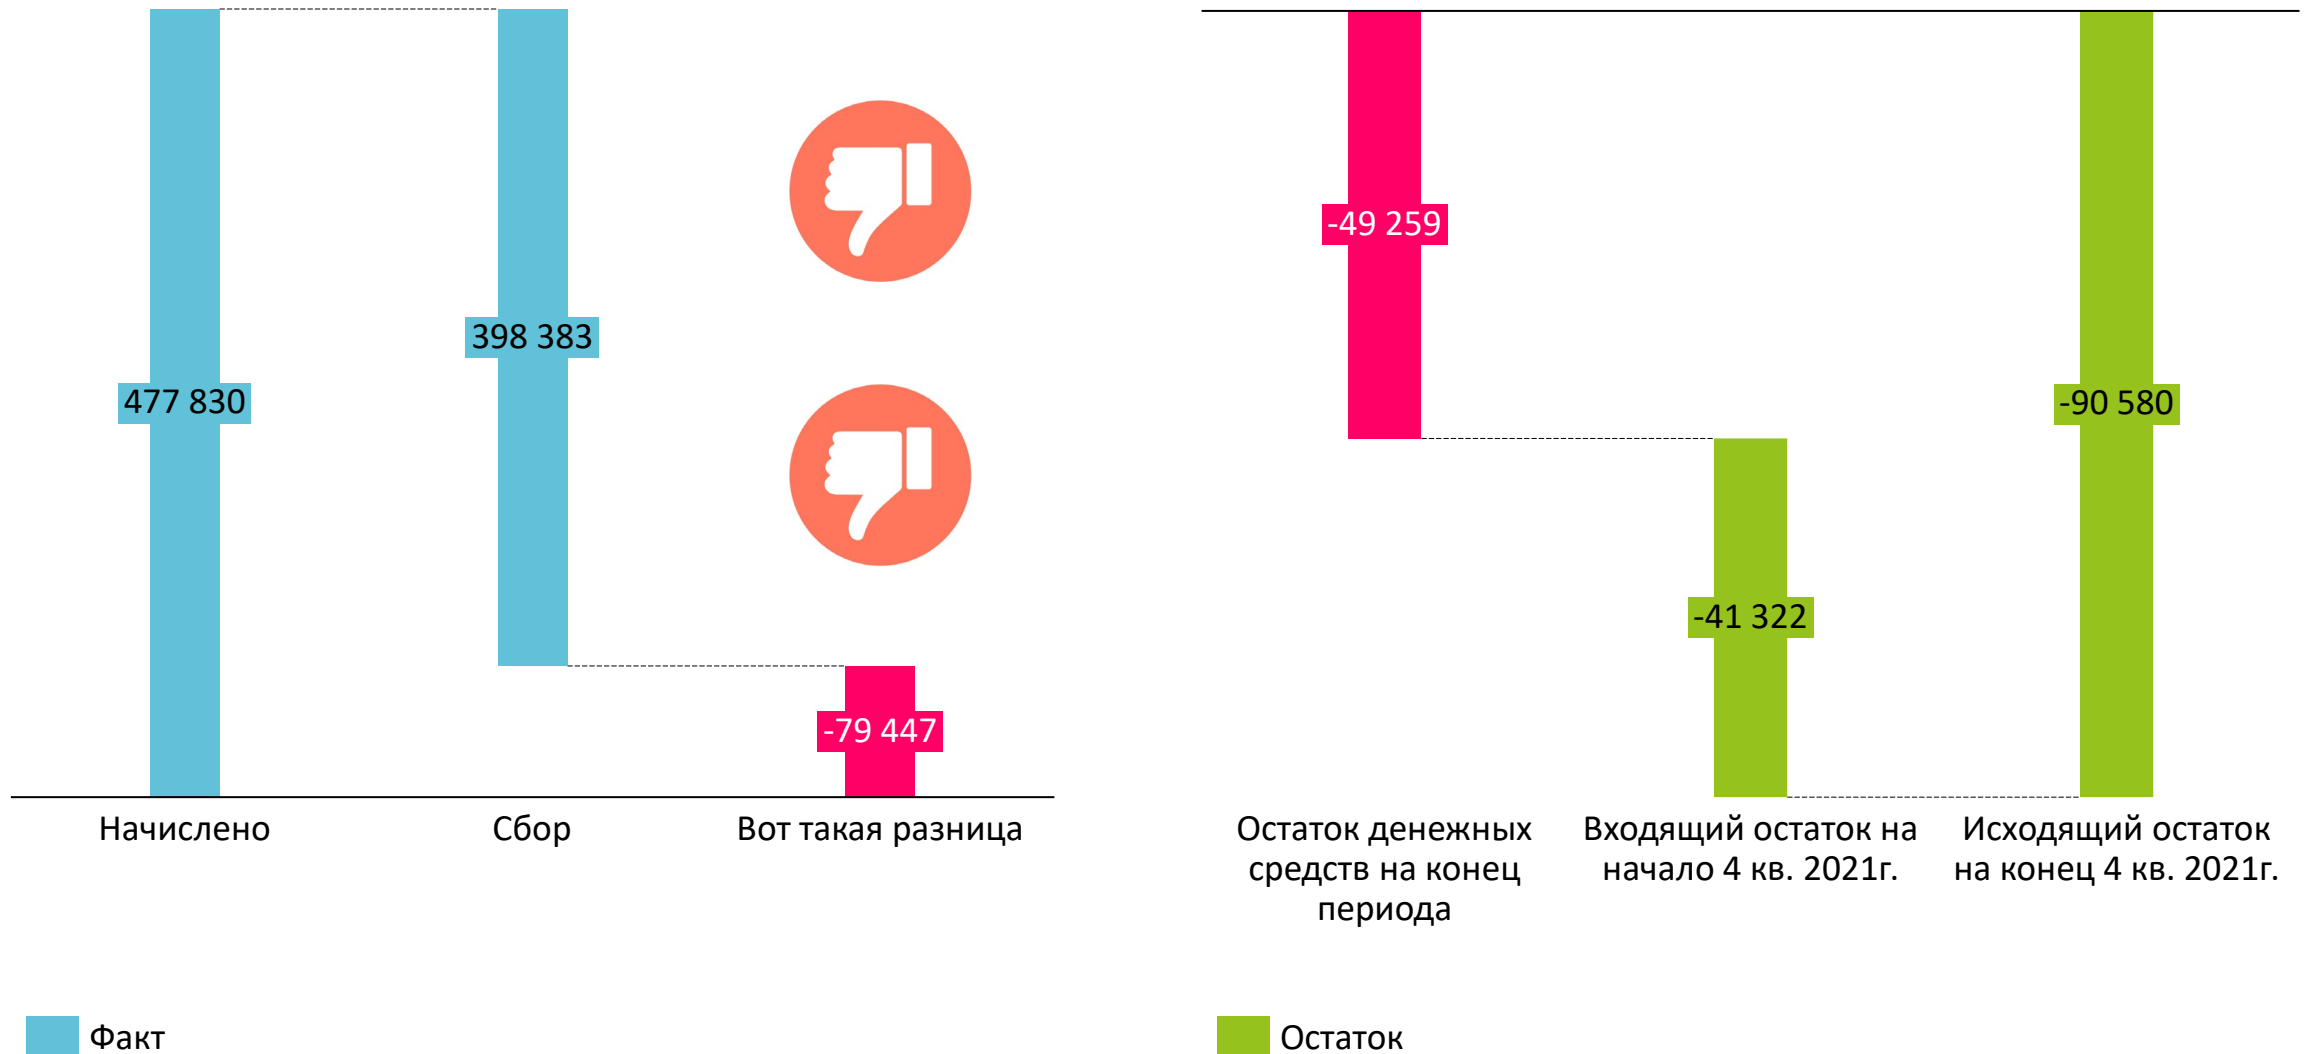 477 830
398 383
-79 447
Начислено
Сбор
Вот такая разница
Факт
-49 259
-41 322
-90 580
Остаток денежных
средств на конец
периода
Входящий остаток на
начало 4 кв. 2021г.
Исходящий остаток
на конец 4 кв. 2021г.
Остаток